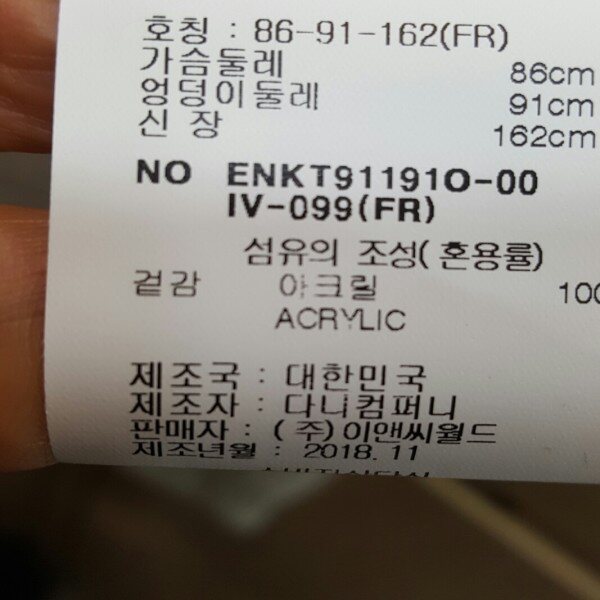 호칭 : 86-91-162(FR)
가슴둘레 86cm
엉덩이둘레 91cm
신 장 162cm
NO ENKT91191O-00
IV-099(FR)
섬유의 조성( 혼용률)
겉감 아크릴 100
ACRYLIC
제조국 : 대한민국
제조자 : 다니컴퍼니
판매자 : (주)이앤씨월드
제조년월 : 2018. 11